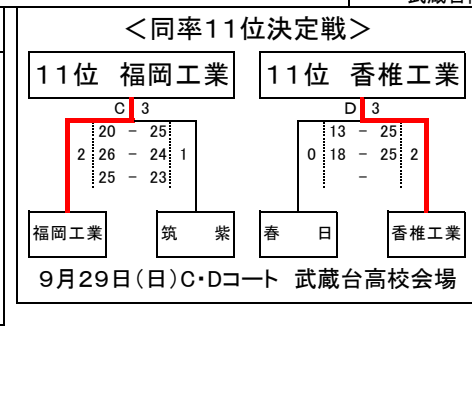 ＜同率１１位決定戦＞
１１位 福岡工業
１１位 香椎工業
C 3
D 3
20 － 25
2 26 － 24 1
25 － 23
13 － 25
0 18 － 25 2
－
福岡工業
筑 紫
春 日
香椎工業
９月２９日（日）C・Dコート 武蔵台高校会場